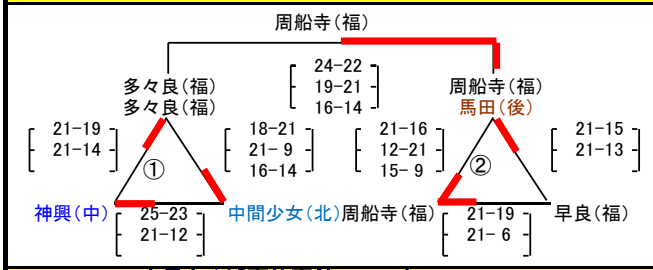 周船寺(福)
24-22
多々良(福) 19-21 周船寺(福)
多々良(福) 16-14 馬田(後)
21-19 18-21 21-16 21-15
21-14 21- 9 12-21 21-13
① 16-14 15- 9 ②
神興(中) 25-23 中間少女(北) 周船寺(福) 21-19 早良(福)
21-12 21- 6